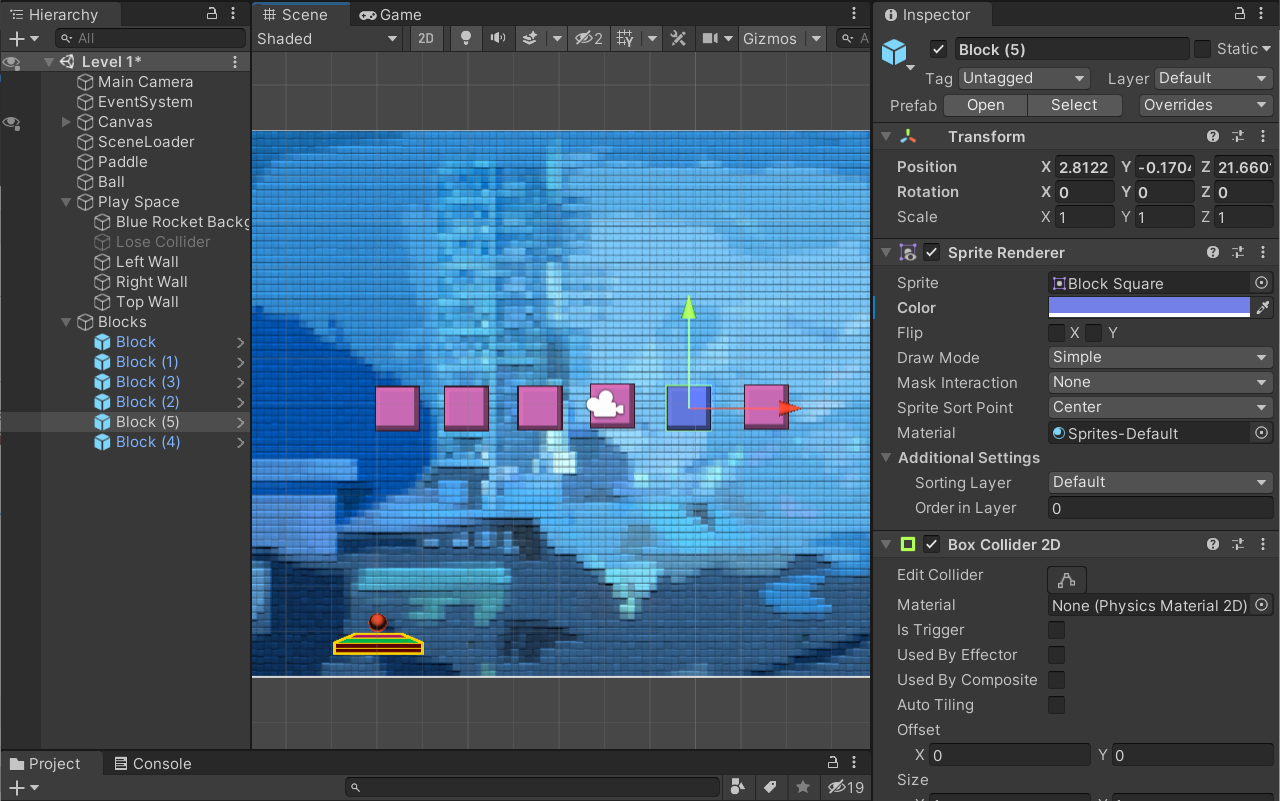 Hierarchy
All
Level 1*
Main Camera
EventSystem
Canvas
SceneLoader
Paddle
Ball
Play Space
Blue Rocket Backg
Lose Collider
Left Wall
Right Wall
Top Wall
Blocks
Block
Block (1)
Block (3)
Block (2)
Block (5)
Block (4)
Scene
Game
Shaded
2D
2
Gizmos
A
Project
Console
19
Inspector
Block (5)
Static
Tag Untagged Layer Default
Prefab Open Select Overrides
Transform
Position X 2.8122 Y -0.1704 Z 21.660
Rotation X 0 Y 0 Z 0
Scale X 1 Y 1 Z 1
Sprite Renderer
Sprite Block Square
Color
Flip X Y
Draw Mode Simple
Mask Interaction None
Sprite Sort Point Center
Material Sprites-Default
Additional Settings
Sorting Layer Default
Order in Layer 0
Box Collider 2D
Edit Collider
Material None (Physics Material 2D)
Is Trigger
Used By Effector
Used By Composite
Auto Tiling
Offset
X 0 Y 0
Size